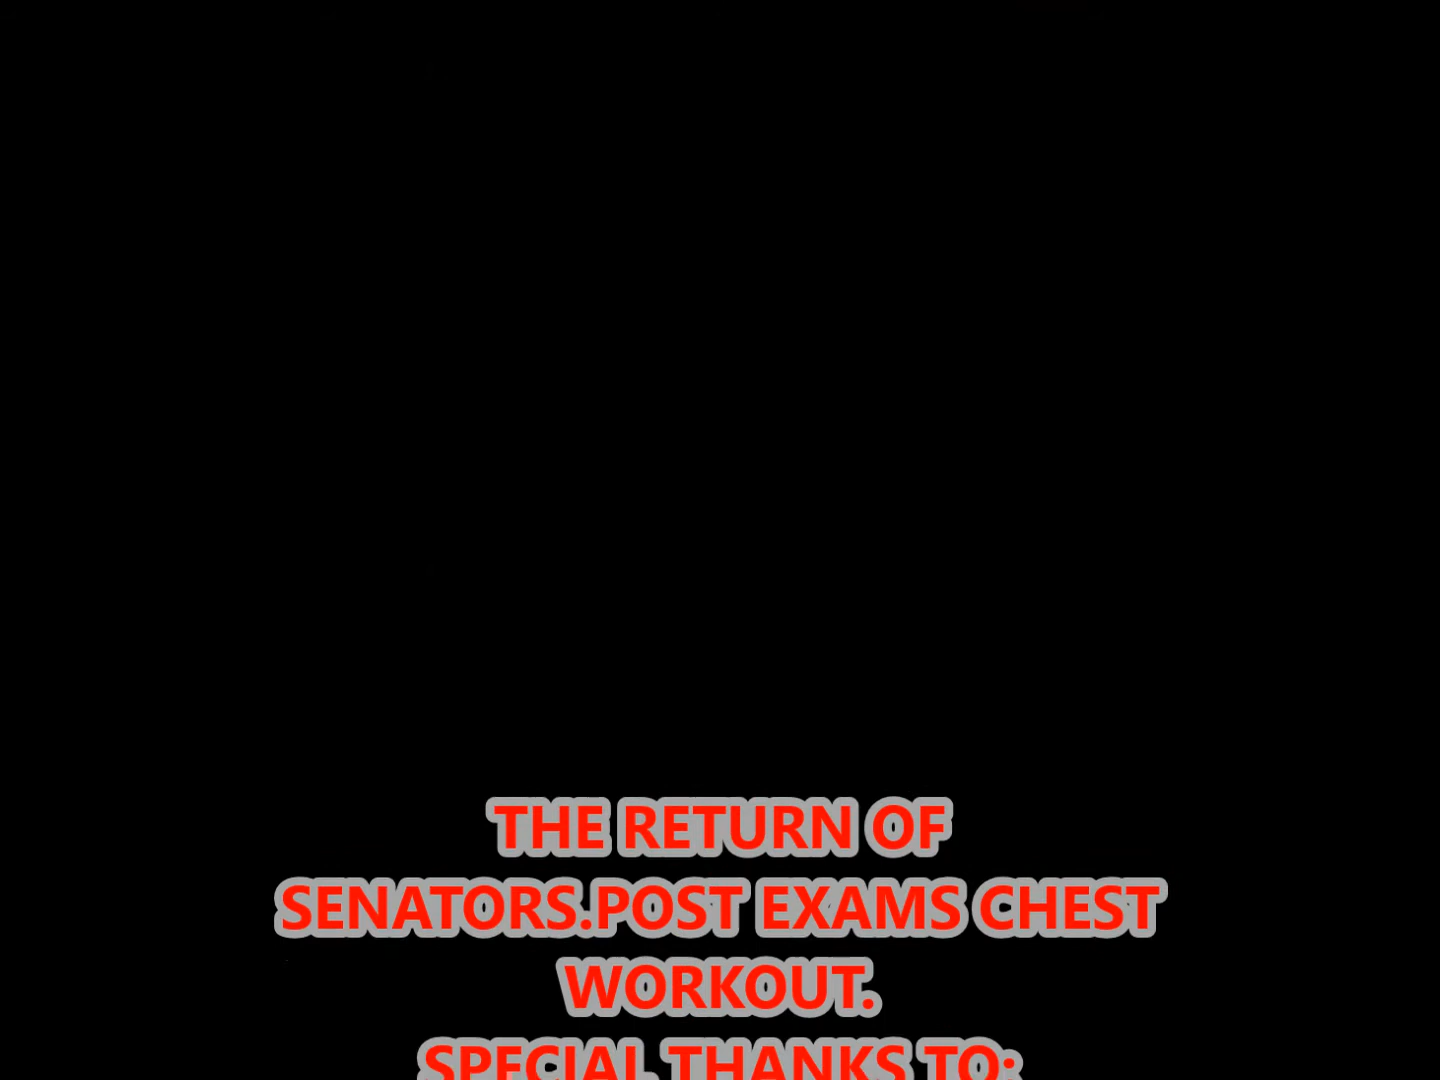 THE RETURN OF
SENATORS.POST EXAMS CHEST
WORKOUT.
SPECIAL THANKS TO: